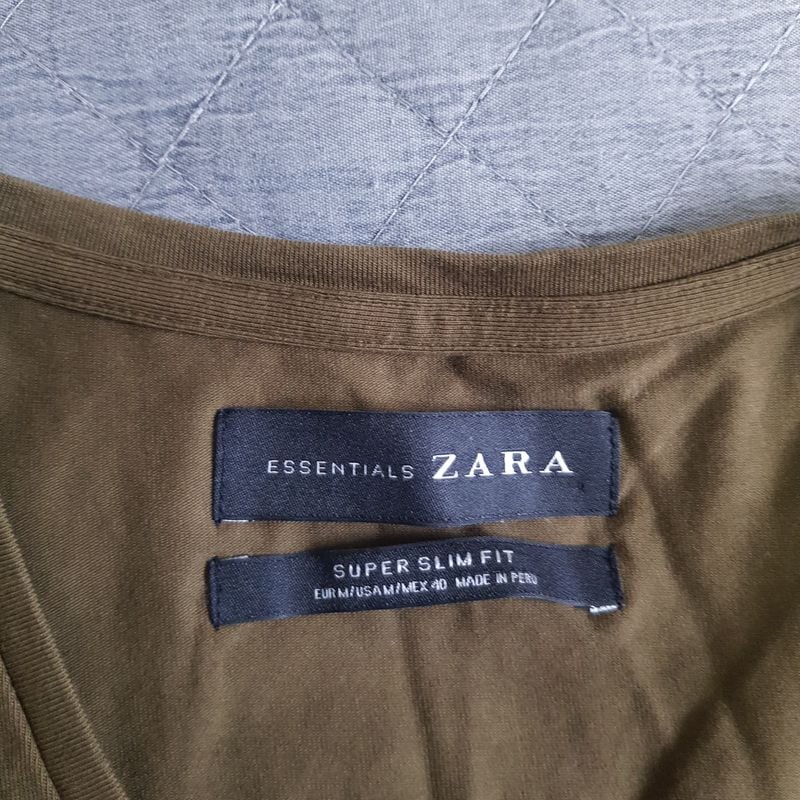 ESSENTIALS ZARA
SUPER SLIM FIT
EUR M/USA M/MEX 40 MADE IN PERU